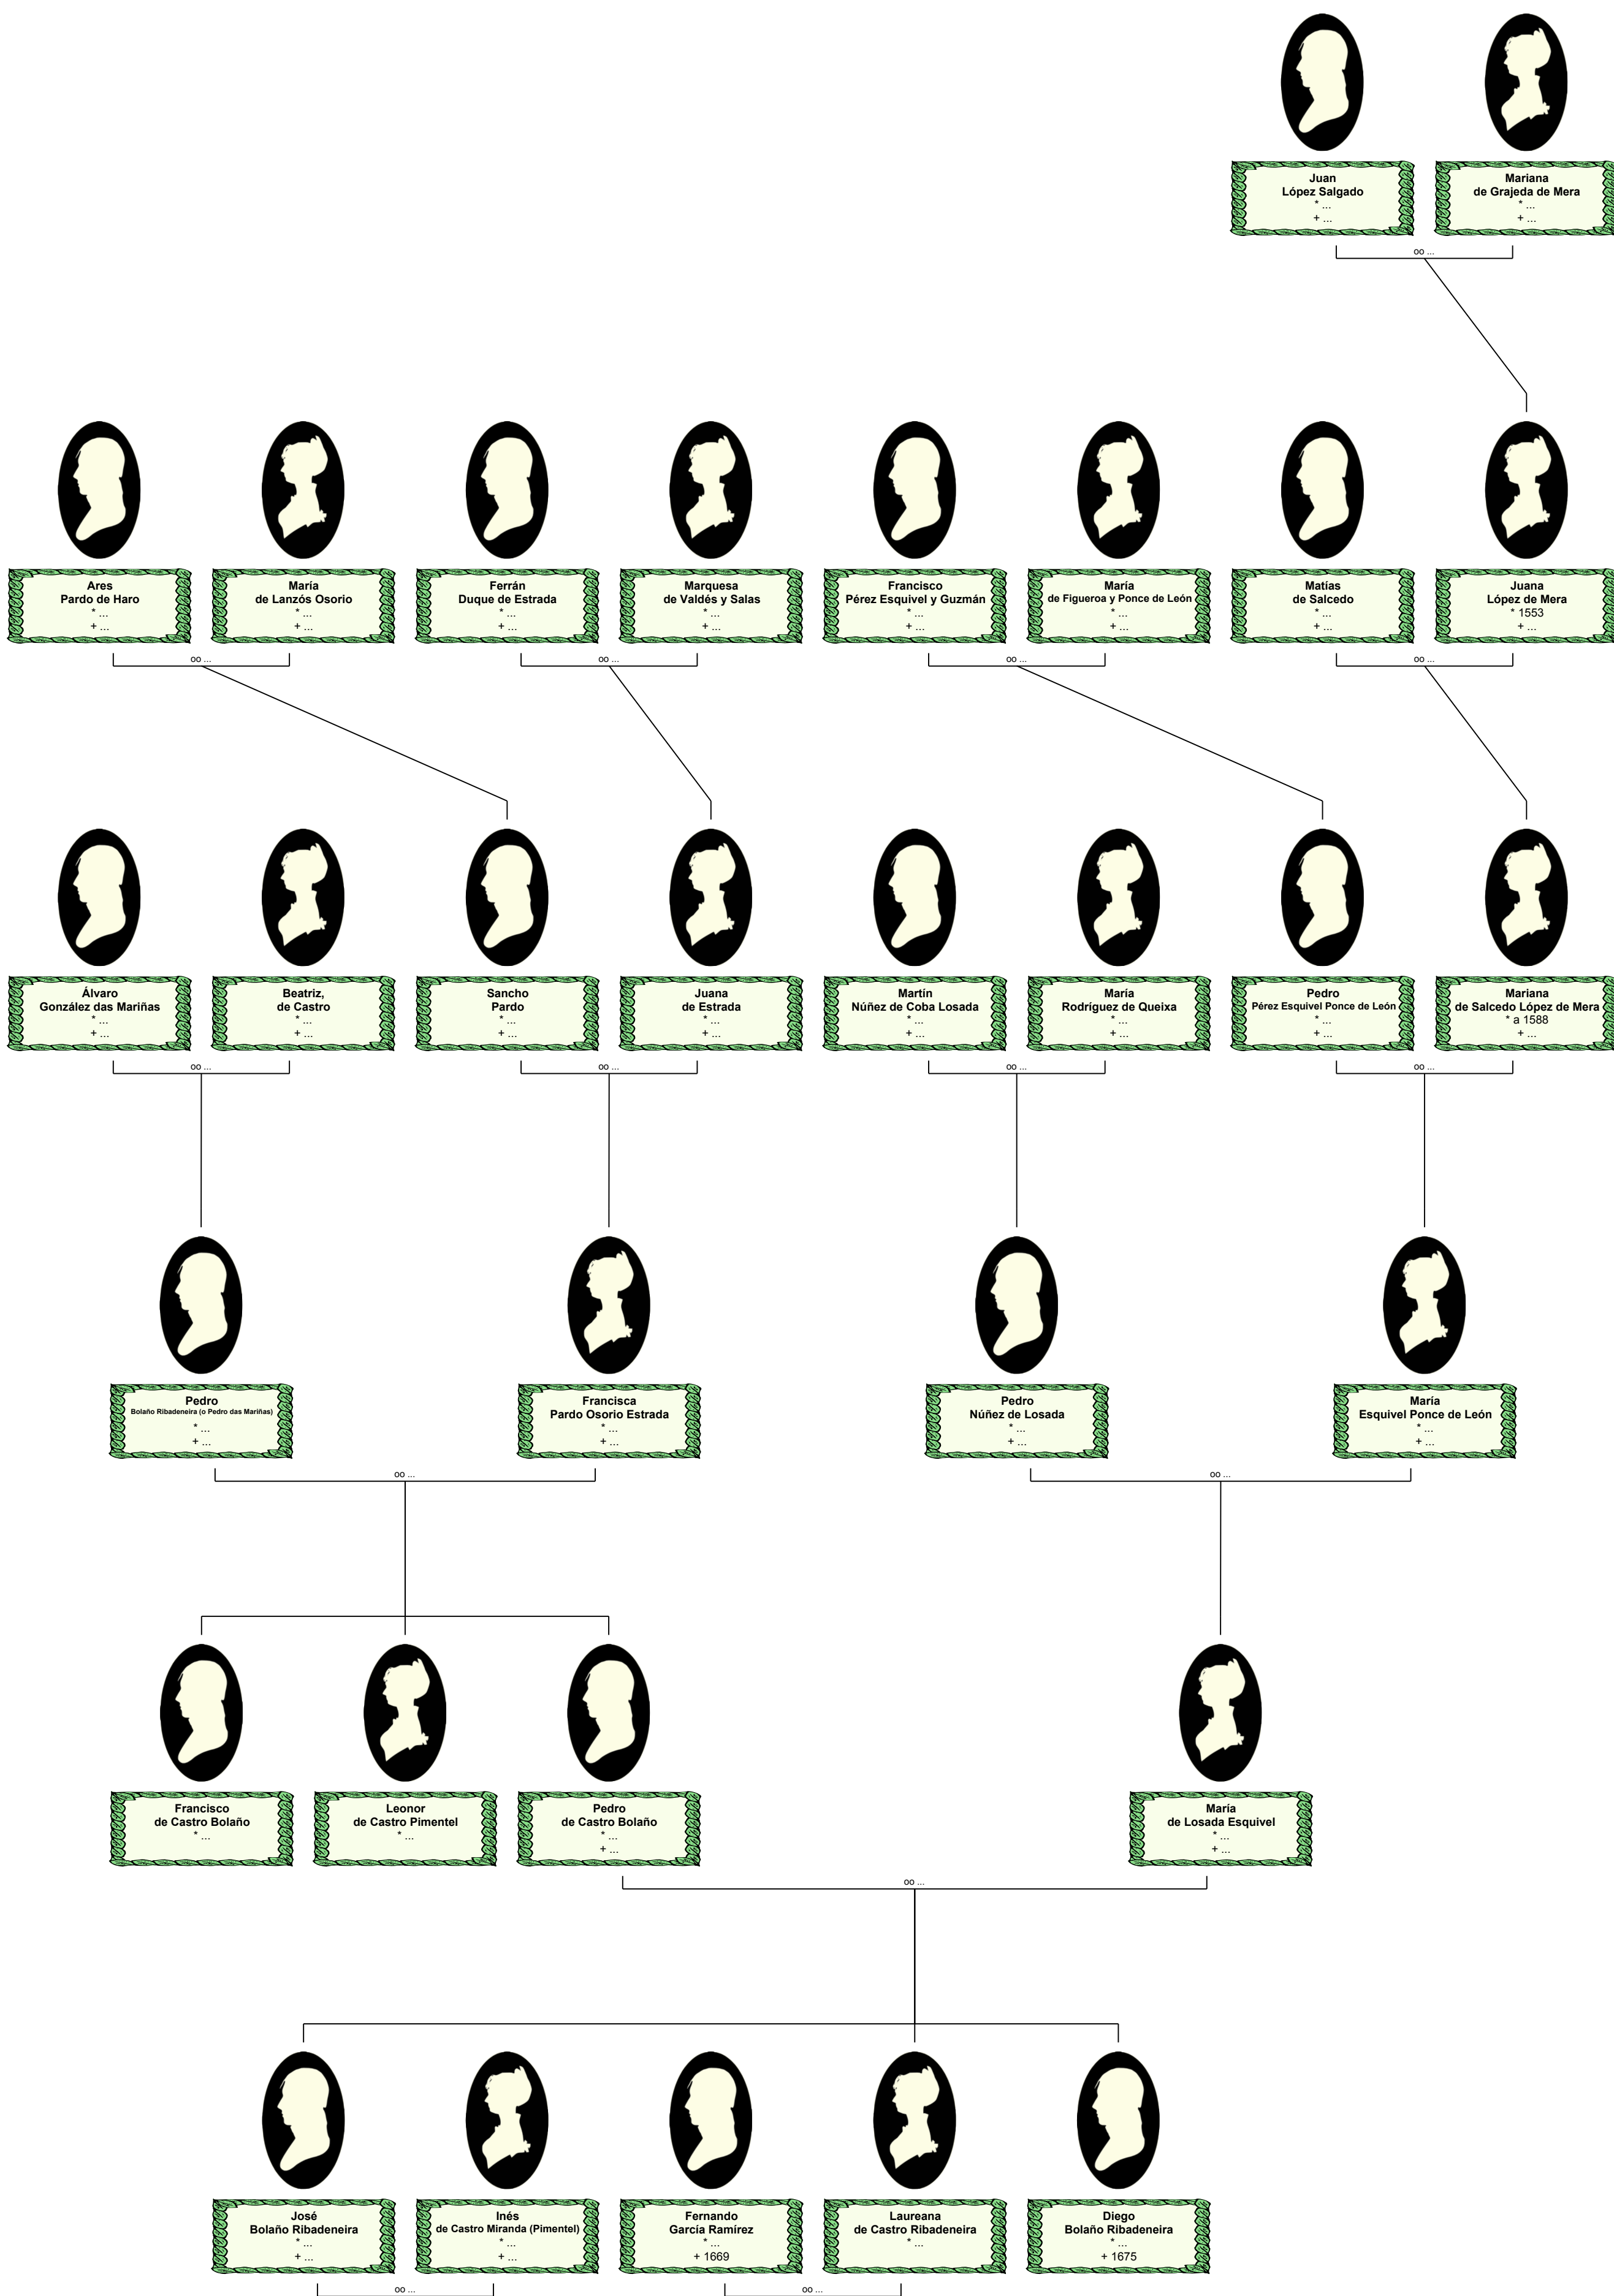 Juan
López Salgado
* ...
+ ...
Mariana
de Grajeda de Mera
* ...
+ ...
oo ...
Ares
Pardo de Haro
* ...
+ ...
María
de Lanzós Osorio
* ...
+ ...
Ferrán
Duque de Estrada
* ...
+ ...
Marquesa
de Valdés y Salas
* ...
+ ...
Francisco
Pérez Esquivel y Guzmán
* ...
+ ...
María
de Figueroa y Ponce de León
* ...
+ ...
Matías
de Salcedo
* ...
+ ...
Juana
López de Mera
* 1553
+ ...
oo ...
oo ...
oo ...
oo ...
Álvaro
González das Mariñas
* ...
+ ...
Beatriz,
de Castro
* ...
+ ...
Sancho
Pardo
* ...
+ ...
Juana
de Estrada
* ...
+ ...
Martín
Núñez de Coba Losada
* ...
+ ...
María
Rodríguez de Queixa
* ...
+ ...
Pedro
Pérez Esquivel Ponce de León
* ...
+ ...
Mariana
de Salcedo López de Mera
* a 1588
+ ...
oo ...
oo ...
oo ...
oo ...
Pedro
Bolaño Ribadeneira (o Pedro das Mariñas)
* ...
+ ...
Francisca
Pardo Osorio Estrada
* ...
+ ...
Pedro
Núñez de Losada
* ...
+ ...
María
Esquivel Ponce de León
* ...
+ ...
oo ...
oo ...
Francisco
de Castro Bolaño
* ...
Leonor
de Castro Pimentel
* ...
Pedro
de Castro Bolaño
* ...
+ ...
María
de Losada Esquivel
* ...
+ ...
oo ...
José
Bolaño Ribadeneira
* ...
+ ...
Inés
de Castro Miranda (Pimentel)
* ...
+ ...
Fernando
García Ramírez
* ...
+ 1669
Laureana
de Castro Ribadeneira
* ...
Diego
Bolaño Ribadeneira
* ...
+ 1675
oo ...
oo ...